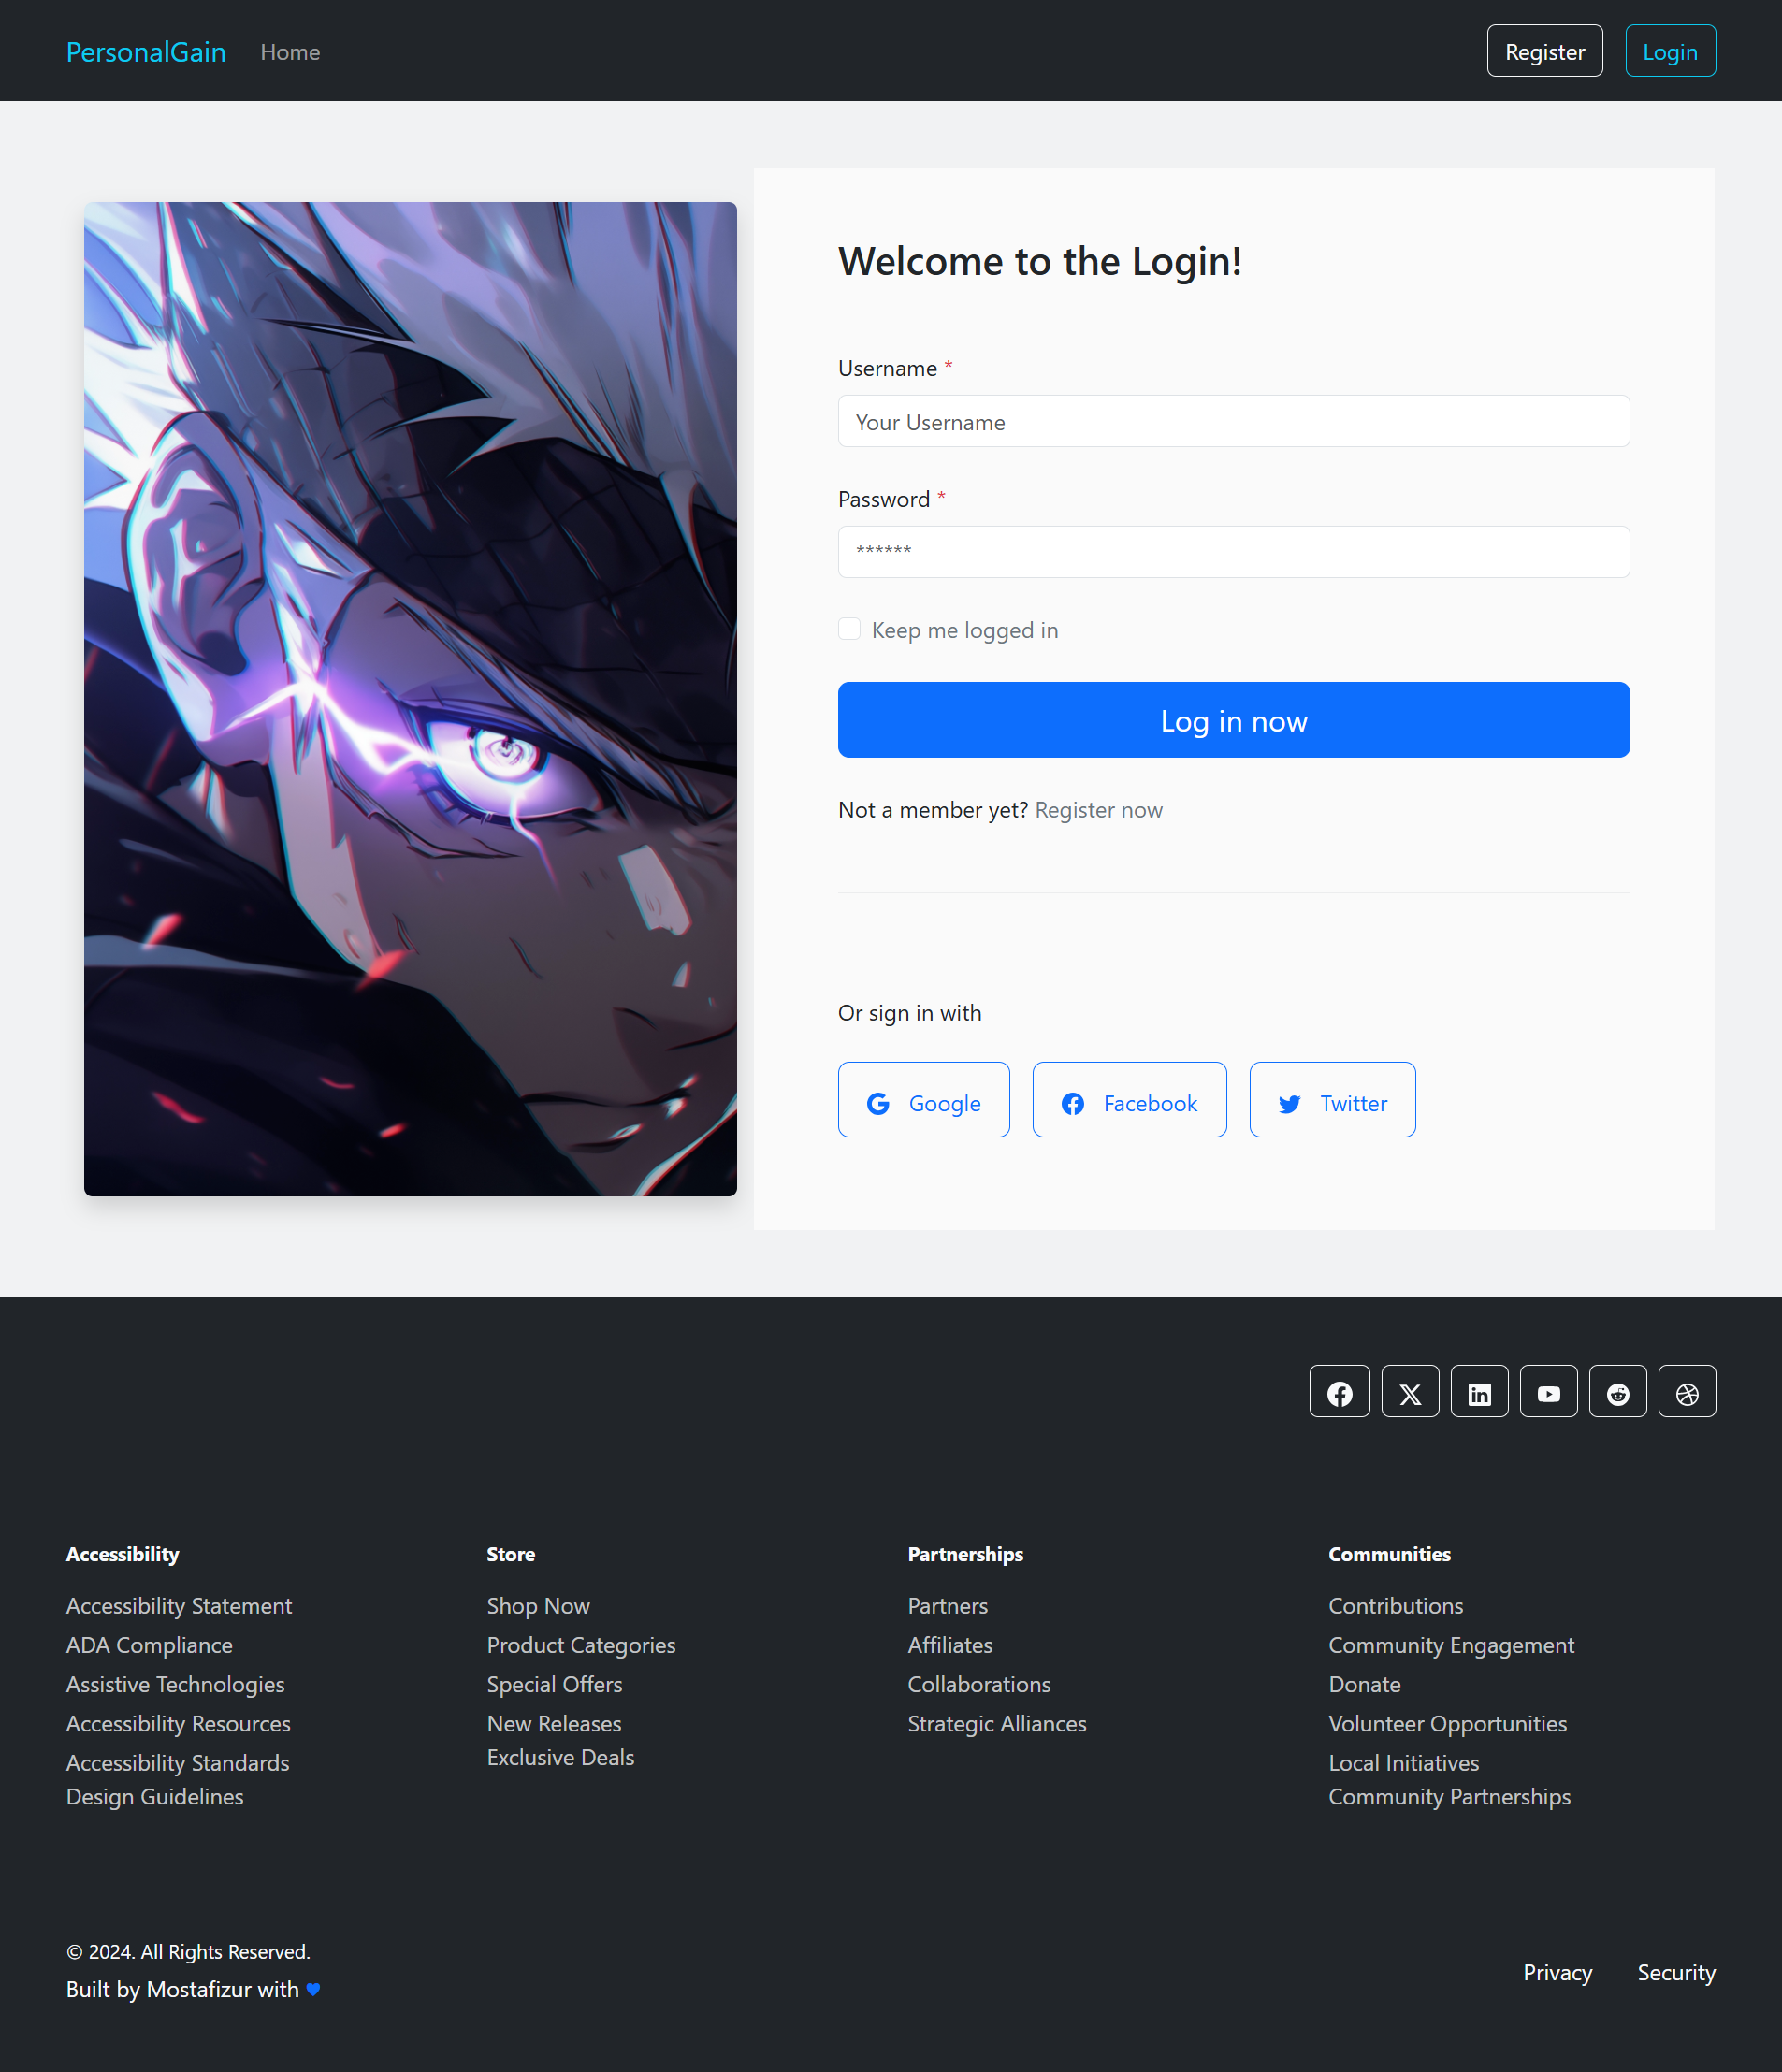 PersonalGain
Home
Register
Login
Welcome to the Login!
Username *
Your Username
Password *
******
Keep me logged in
Log in now
Not a member yet? Register now
Or sign in with
Google
Facebook
Twitter
Accessibility
Accessibility Statement
ADA Compliance
Assistive Technologies
Accessibility Resources
Accessibility Standards
Design Guidelines
Store
Shop Now
Product Categories
Special Offers
New Releases
Exclusive Deals
Partnerships
Partners
Affiliates
Collaborations
Strategic Alliances
Communities
Contributions
Community Engagement
Donate
Volunteer Opportunities
Local Initiatives
Community Partnerships
© 2024. All Rights Reserved.
Built by Mostafizur with
Privacy
Security